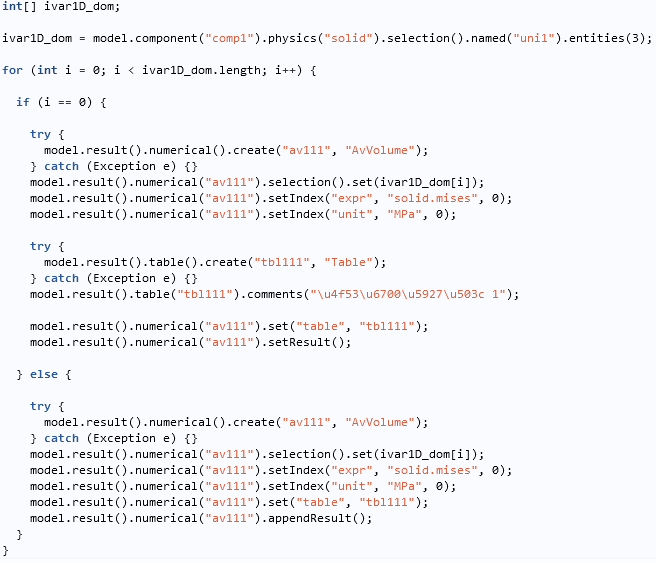 int[] ivar1D_dom;
ivar1D_dom = model.component("comp1").physics("solid").selection().named("uni1").entities(3);
for (int i = 0; i < ivar1D_dom.length; i++) {
if (i == 0) {
try {
model.result().numerical().create("av111", "AvVolume");
} catch (Exception e) {}
model.result().numerical("av111").selection().set(ivar1D_dom[i]);
model.result().numerical("av111").setIndex("expr", "solid.mises", 0);
model.result().numerical("av111").setIndex("unit", "MPa", 0);
try {
model.result().table().create("tbl111", "Table");
} catch (Exception e) {}
model.result().table("tbl111").comments("\u4f53\u6700\u5927\u503c 1");
model.result().numerical("av111").set("table", "tbl111");
model.result().numerical("av111").setResult();
} else {
try {
model.result().numerical().create("av111", "AvVolume");
} catch (Exception e) {}
model.result().numerical("av111").selection().set(ivar1D_dom[i]);
model.result().numerical("av111").setIndex("expr", "solid.mises", 0);
model.result().numerical("av111").setIndex("unit", "MPa", 0);
model.result().numerical("av111").set("table", "tbl111");
model.result().numerical("av111").appendResult();
}
}